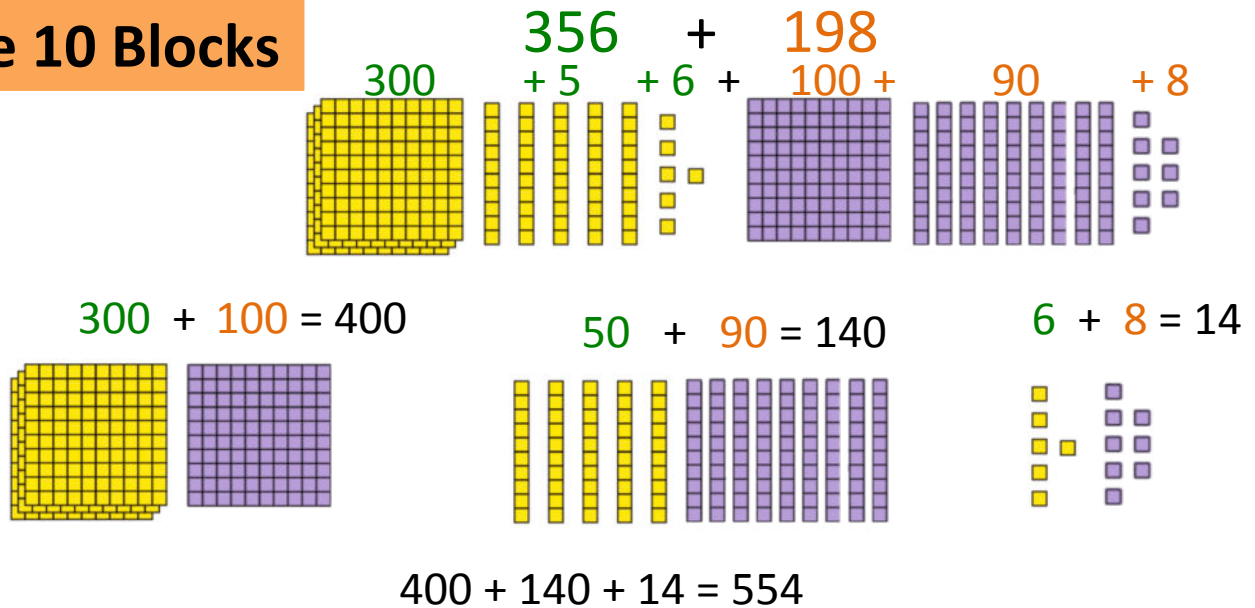 e 10 Blocks
356 + 198
300 + 5 + 6 + 100 + 90 + 8
300 + 100 = 400
50 + 90 = 140
6 + 8 = 14
400 + 140 + 14 = 554